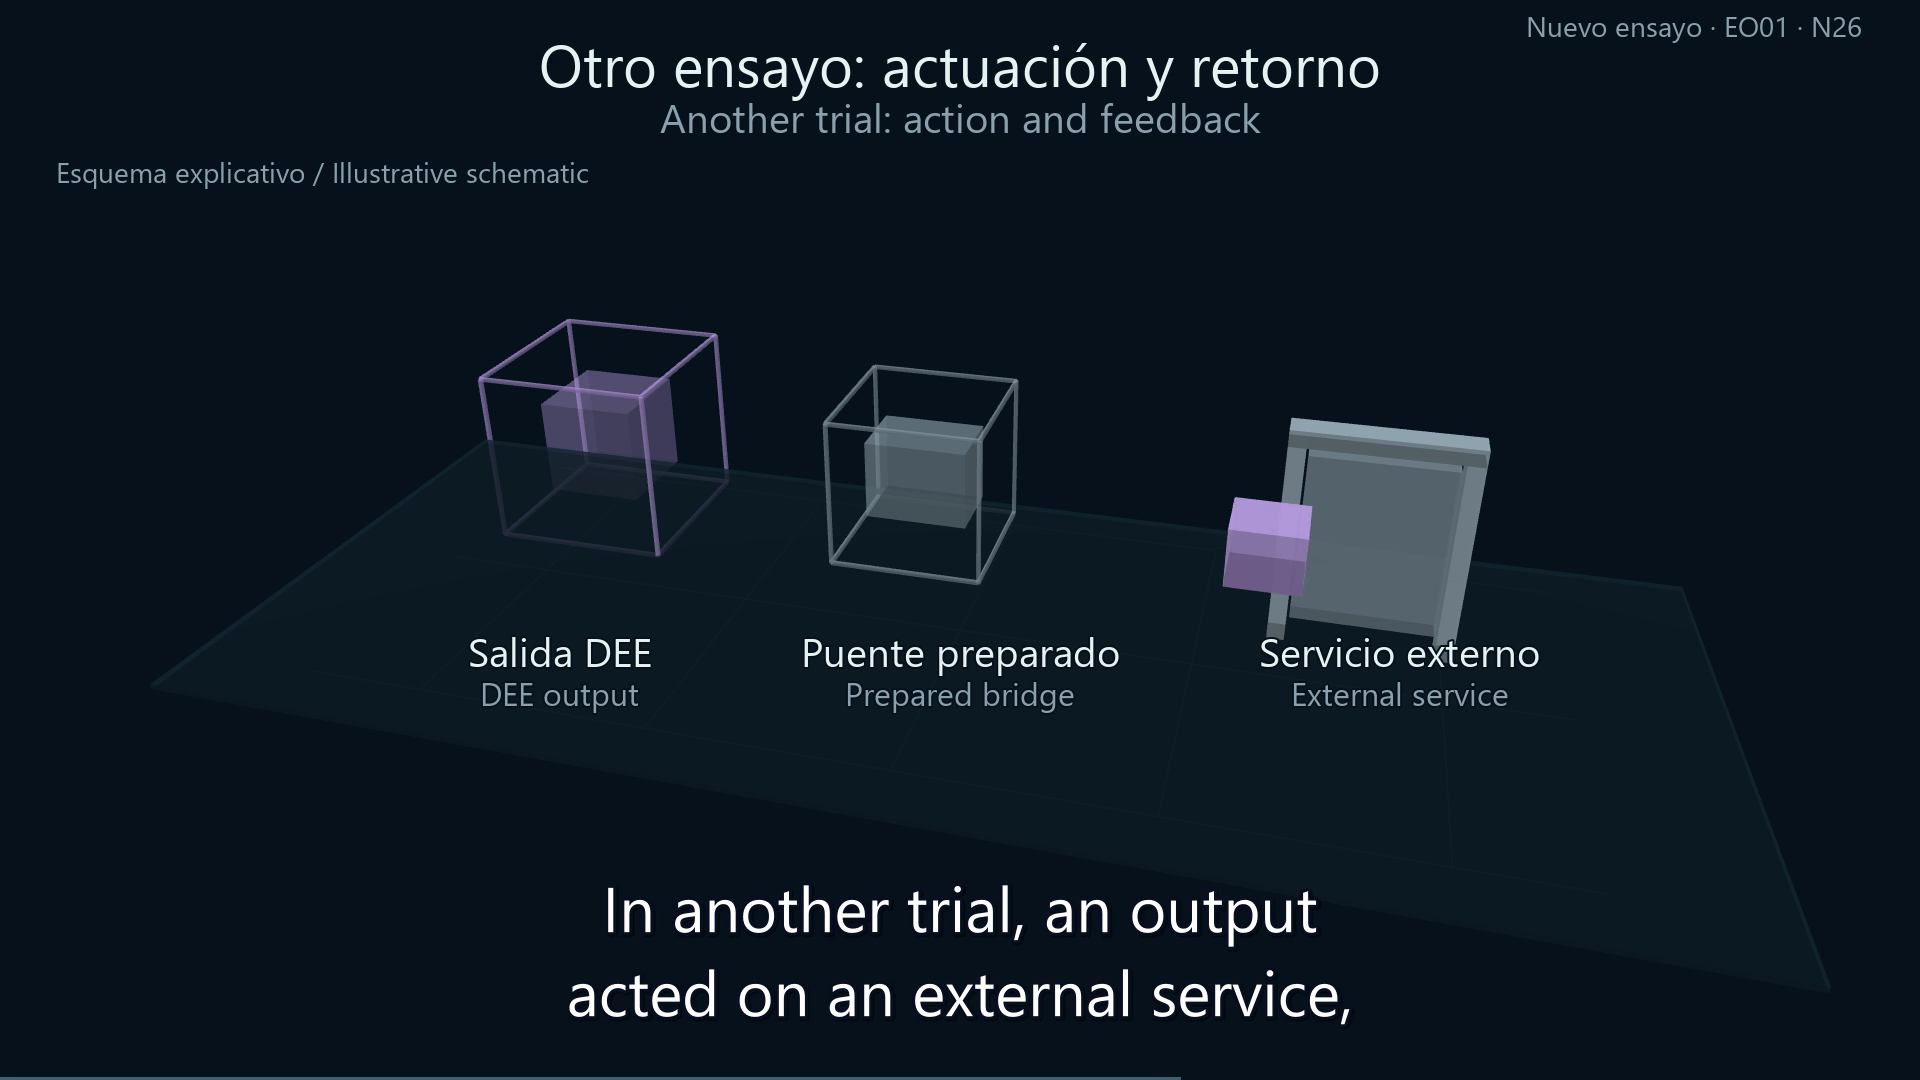 Nuevo ensayo · EO01 · N26
Otro ensayo: actuación y retorno
Another trial: action and feedback
Esquema explicativo / Illustrative schematic
Salida DEE
DEE output
Puente preparado
Prepared bridge
Servicio externo
External service
In another trial, an output
acted on an external service,